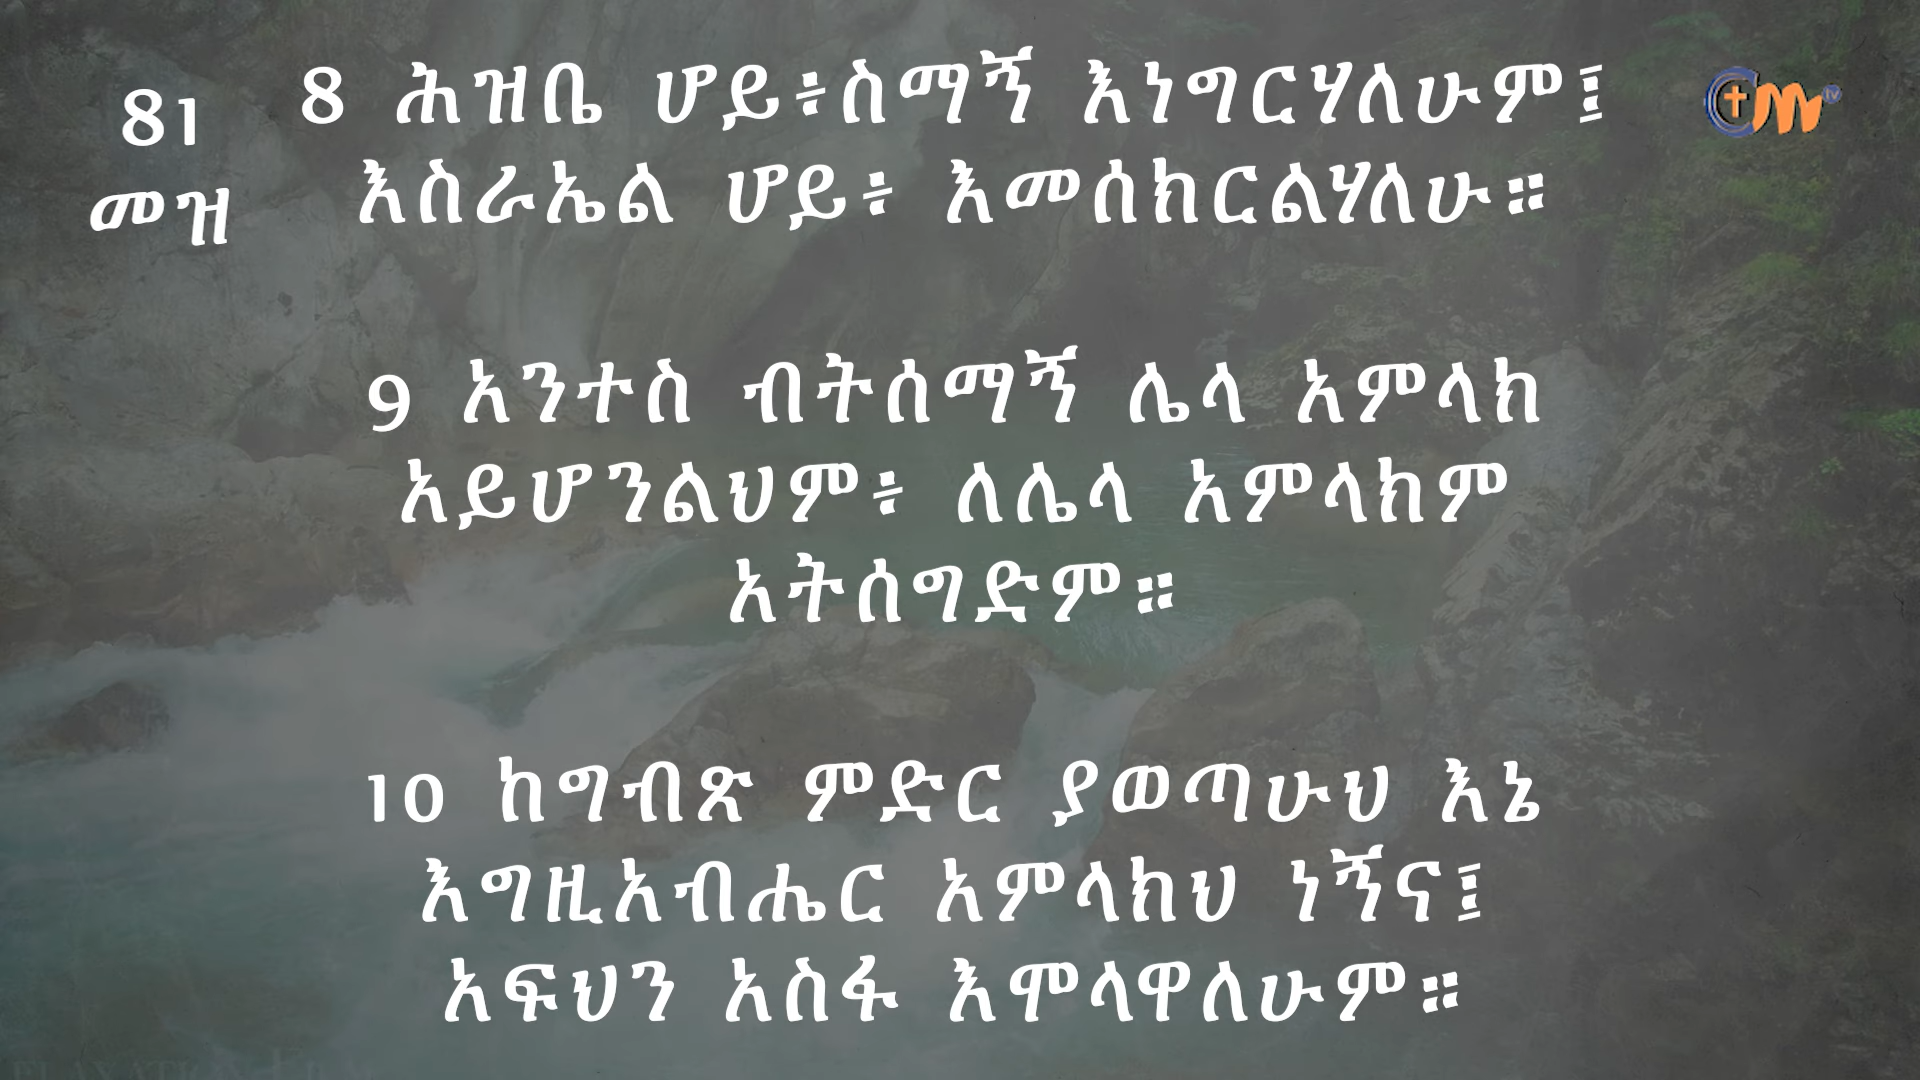 81
መዝ
8 ሕዝቤ ሆይ፥ስማኝ እነግርሃለሁም፤
እስራኤል ሆይ፥ እመሰክርልሃለሁ።
9 አንተስ ብትሰማኝ ሌላ አምላክ
አይሆንልህም፥ ለሌላ አምላክም
አትሰግድም።
10 ከግብጽ ምድር ያወጣሁህ እኔ
እግዚአብሔር አምላክህ ነኝና፤
አፍህን አስፋ እሞላዋለሁም።